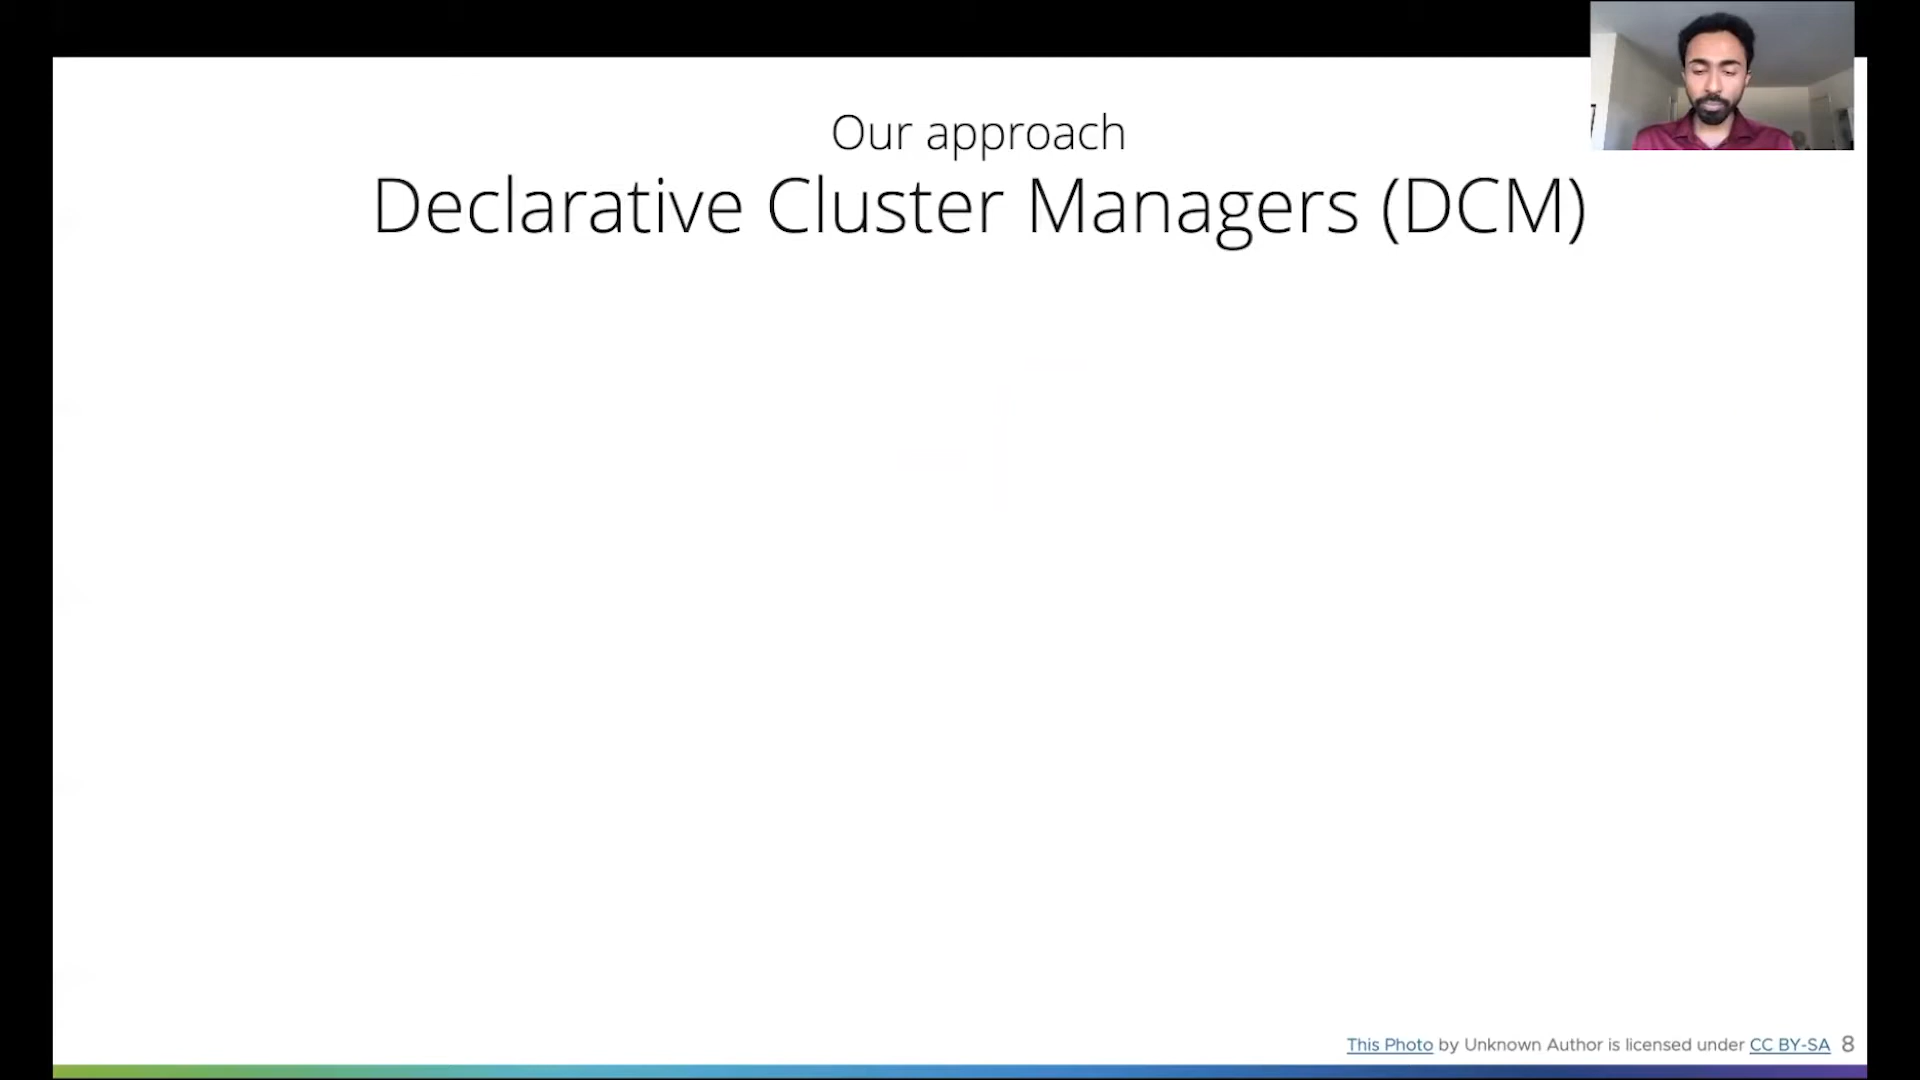 Our approach
Declarative Cluster Managers (DCM)
This Photo by Unknown Author is licensed under CC BY-SA 8